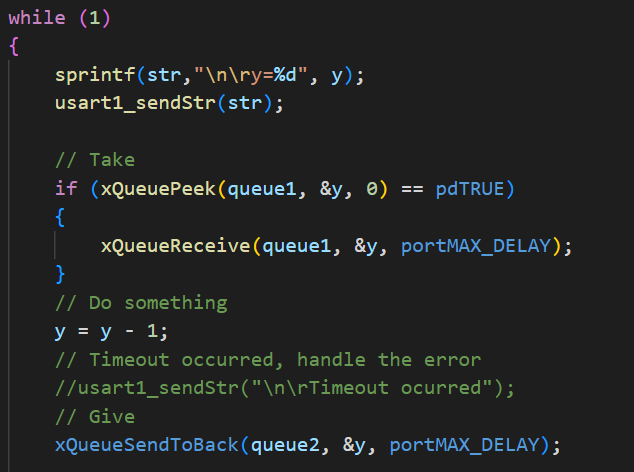 while (1)
{
    sprintf(str,"\n\ry=%d", y);
    usart1_sendStr(str);

    // Take
    if (xQueuePeek(queue1, &y, 0) == pdTRUE)
    {
        xQueueReceive(queue1, &y, portMAX_DELAY);
    }
    // Do something
    y = y - 1;
    // Timeout occurred, handle the error
    //usart1_sendStr("\n\rTimeout ocurred");
    // Give
    xQueueSendToBack(queue2, &y, portMAX_DELAY);